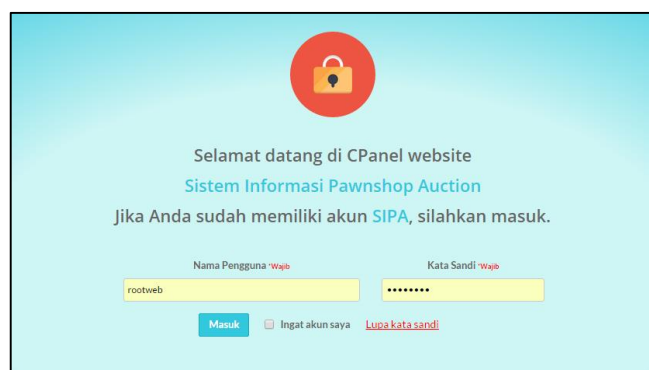 Selamat datang di CPanel website
Sistem Informasi Pawnshop Auction
Jika Anda sudah memiliki akun SIPA, silahkan masuk.
Nama Pengguna *Wajib Kata Sandi *Wajib
rootweb ••••••••
Masuk Ingat akun saya Lupa kata sandi